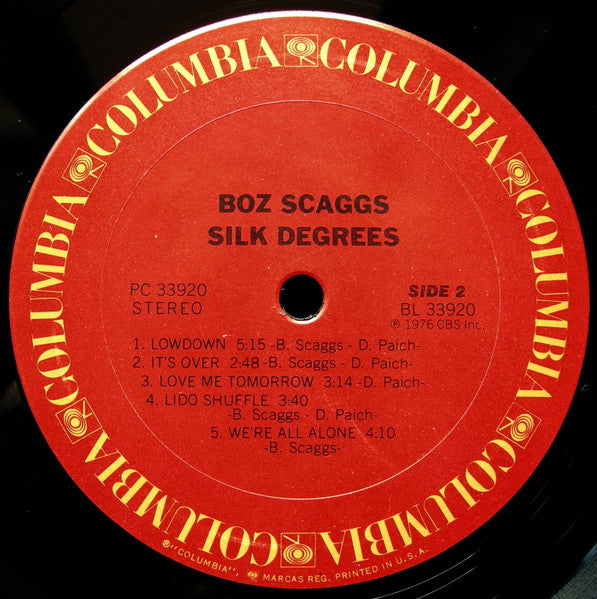 COLUMBIA COLUMBIA COLUMBIA COLUMBIA COLUMBIA COLUMBIA
BOZ SCAGGS
SILK DEGREES
PC 33920
STEREO
SIDE 2
BL 33920
℗ 1976 CBS Inc.
1. LOWDOWN 5:15 -B. Scaggs - D. Paich-
2. IT'S OVER 2:48 -B. Scaggs - D. Paich-
3. LOVE ME TOMORROW 3:14 -D. Paich-
4. LIDO SHUFFLE 3:40
-B. Scaggs - D. Paich-
5. WE'RE ALL ALONE 4:10
-B. Scaggs-
®"COLUMBIA", MARCAS REG. PRINTED IN U.S.A.